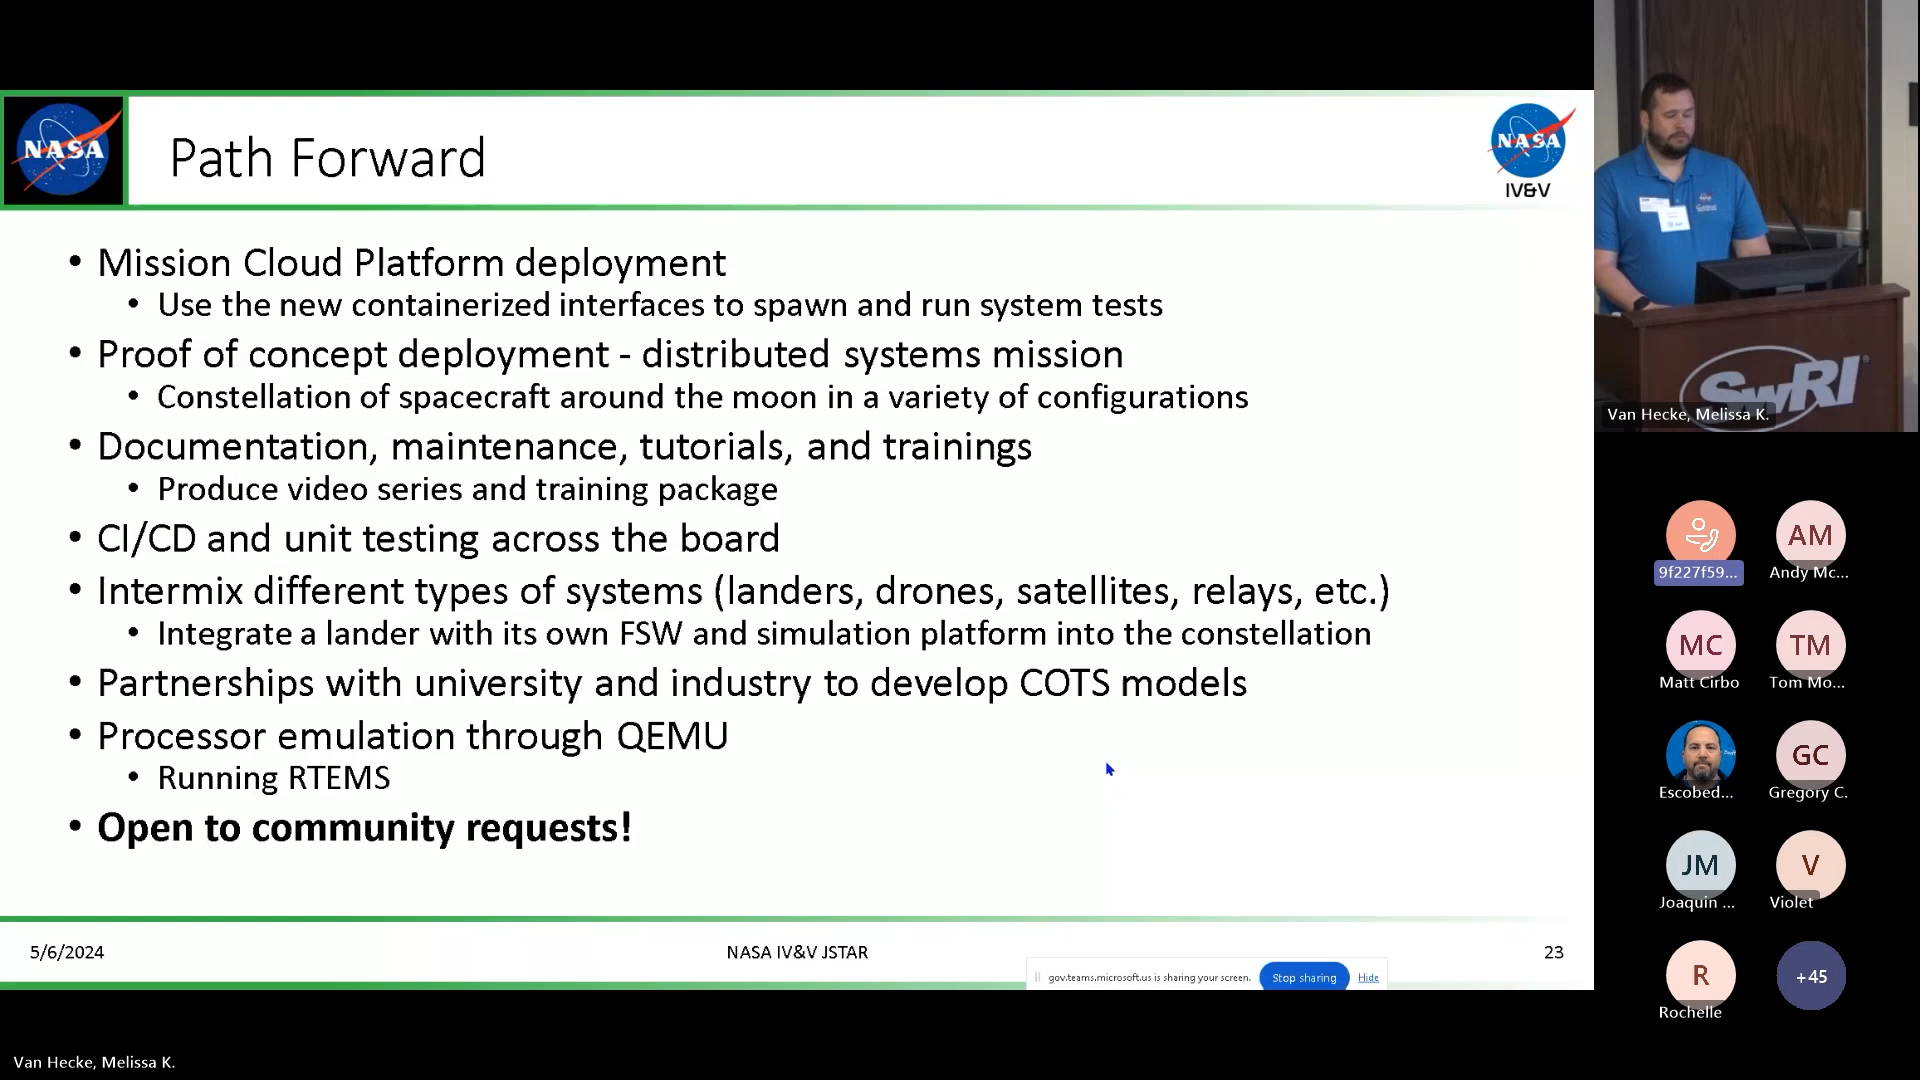 NASA
Path Forward
NASA
IV&V
• Mission Cloud Platform deployment
• Use the new containerized interfaces to spawn and run system tests
• Proof of concept deployment - distributed systems mission
• Constellation of spacecraft around the moon in a variety of configurations
• Documentation, maintenance, tutorials, and trainings
• Produce video series and training package
• CI/CD and unit testing across the board
• Intermix different types of systems (landers, drones, satellites, relays, etc.)
• Integrate a lander with its own FSW and simulation platform into the constellation
• Partnerships with university and industry to develop COTS models
• Processor emulation through QEMU
• Running RTEMS
• Open to community requests!
5/6/2024
NASA IV&V JSTAR
23
gov.teams.microsoft.us is sharing your screen.
Stop sharing
Hide
SwRI
Van Hecke, Melissa K.
9f227f59...
AM
Andy Mc...
MC
Matt Cirbo
TM
Tom Mo...
Escobed...
GC
Gregory C.
JM
Joaquin ...
V
Violet
R
Rochelle
+45
Van Hecke, Melissa K.